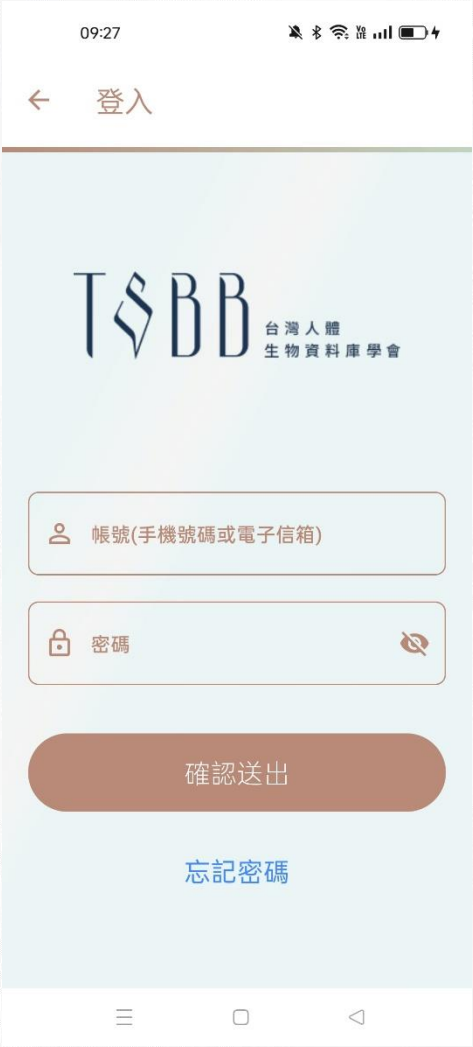 09:27
登入
TSBB 台灣人體
生物資料庫學會
帳號(手機號碼或電子信箱)
密碼
確認送出
忘記密碼